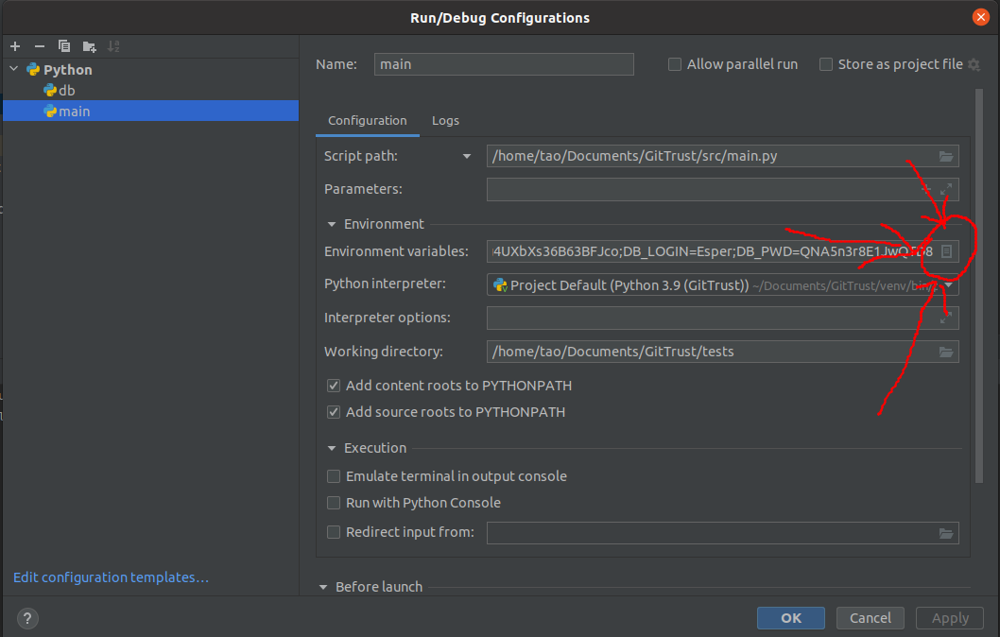 Run/Debug Configurations
Python
db
main
Name: main
Allow parallel run
Store as project file
Configuration Logs
Script path: /home/tao/Documents/GitTrust/src/main.py
Parameters:
Environment
Environment variables: 4UXbXs36B63BFJco;DB_LOGIN=Esper;DB_PWD=
Python interpreter: Project Default (Python 3.9 (GitTrust)) ~/Documents/GitTrust/venv/bin/
Interpreter options:
Working directory: /home/tao/Documents/GitTrust/tests
Add content roots to PYTHONPATH
Add source roots to PYTHONPATH
Execution
Emulate terminal in output console
Run with Python Console
Redirect input from:
Edit configuration templates...
Before launch
?
OK Cancel Apply